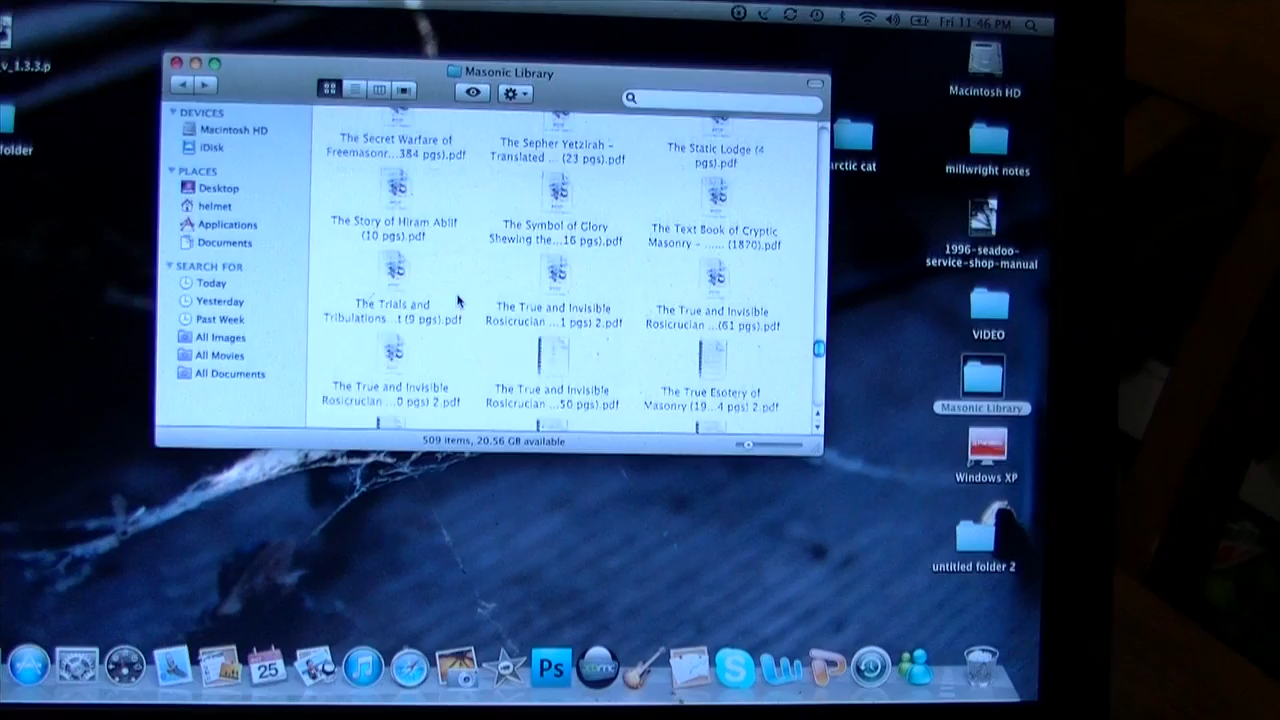 Fri 11:46 PM
_v_1.3.3.p
folder
Masonic Library
DEVICES
Macintosh HD
iDisk
PLACES
Desktop
helmet
Applications
Documents
SEARCH FOR
Today
Yesterday
Past Week
All Images
All Movies
All Documents
The Secret Warfare of
Freemasonr...384 pgs).pdf
The Sepher Yetzirah -
Translated ... (23 pgs).pdf
The Static Lodge (4
pgs).pdf
The Story of Hiram Abiff
(10 pgs).pdf
The Symbol of Glory
Shewing the...16 pgs).pdf
The Text Book of Cryptic
Masonry - ...... (1870).pdf
The Trials and
Tribulations...t (9 pgs).pdf
The True and Invisible
Rosicrucian ...1 pgs) 2.pdf
The True and Invisible
Rosicrucian ...(61 pgs).pdf
The True and Invisible
Rosicrucian ...0 pgs) 2.pdf
The True and Invisible
Rosicrucian ...50 pgs).pdf
The True Esotery of
Masonry (19...4 pgs) 2.pdf
509 items, 20.56 GB available
Macintosh HD
arctic cat
millwright notes
1996-seadoo-
service-shop-manual
VIDEO
Masonic Library
Windows XP
untitled folder 2
25
Ps